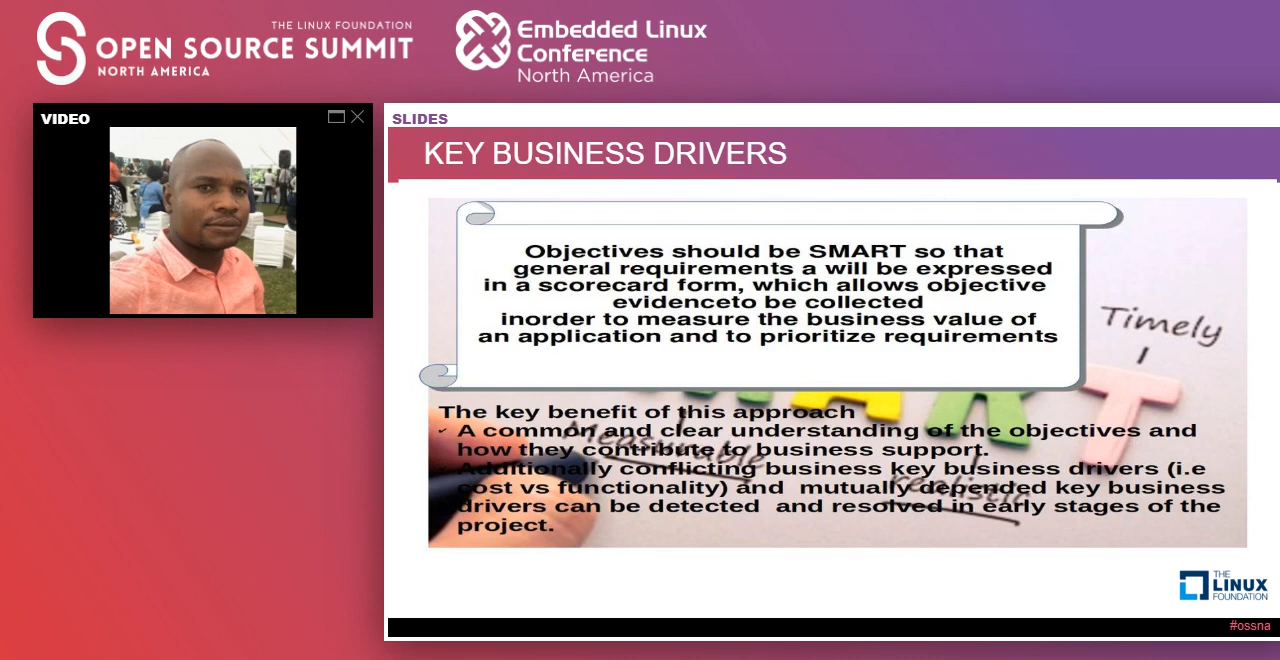 THE LINUX FOUNDATION
OPEN SOURCE SUMMIT
NORTH AMERICA
Embedded Linux
Conference
North America
VIDEO
SLIDES
KEY BUSINESS DRIVERS
Objectives should be SMART so that
general requirements a will be expressed
in a scorecard form, which allows objective
evidenceto be collected
inorder to measure the business value of
an application and to prioritize requirements
Timely
ART
Measurable
realistic
The key benefit of this approach
A common and clear understanding of the objectives and
how they contribute to business support.
Additionally conflicting business key business drivers (i.e
cost vs functionality) and mutually depended key business
drivers can be detected and resolved in early stages of the
project.
THE
LINUX
FOUNDATION
#ossna